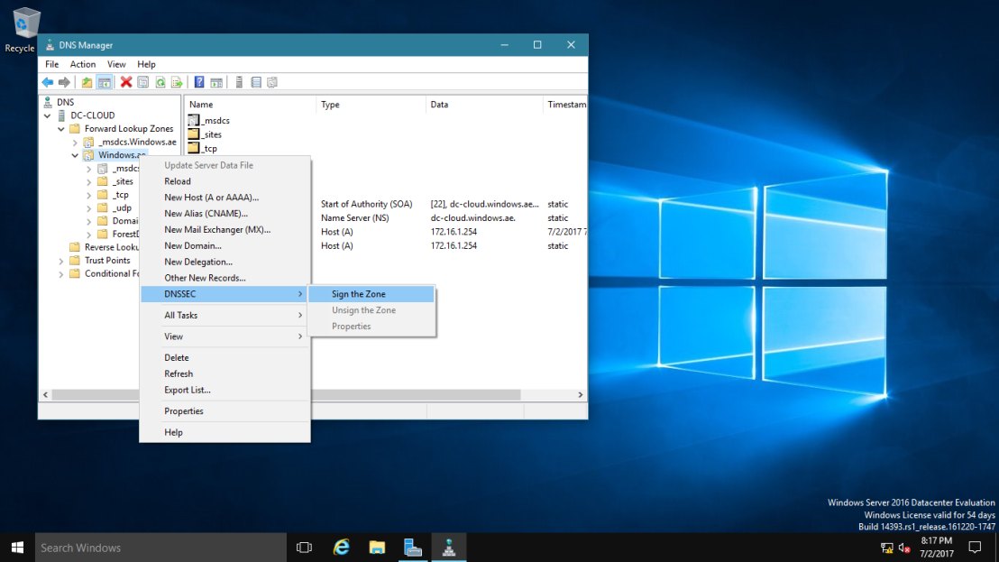 Recycle
DNS Manager
File Action View Help
DNS
DC-CLOUD
Forward Lookup Zones
_msdcs.Windows.ae
Windows.ae
_msdcs
_sites
_tcp
_udp
Domai
ForestD
Reverse Looku
Trust Points
Conditional Fo
Name Type Data Timestam
_msdcs
_sites
_tcp
Start of Authority (SOA) [22], dc-cloud.windows.ae... static
Name Server (NS) dc-cloud.windows.ae. static
Host (A) 172.16.1.254 7/2/2017 7
Host (A) 172.16.1.254 static
Update Server Data File
Reload
New Host (A or AAAA)...
New Alias (CNAME)...
New Mail Exchanger (MX)...
New Domain...
New Delegation...
Other New Records...
DNSSEC
All Tasks
View
Delete
Refresh
Export List...
Properties
Help
Sign the Zone
Unsign the Zone
Properties
Windows Server 2016 Datacenter Evaluation
Windows License valid for 54 days
Build 14393.rs1_release.161220-1747
Search Windows
8:17 PM
7/2/2017